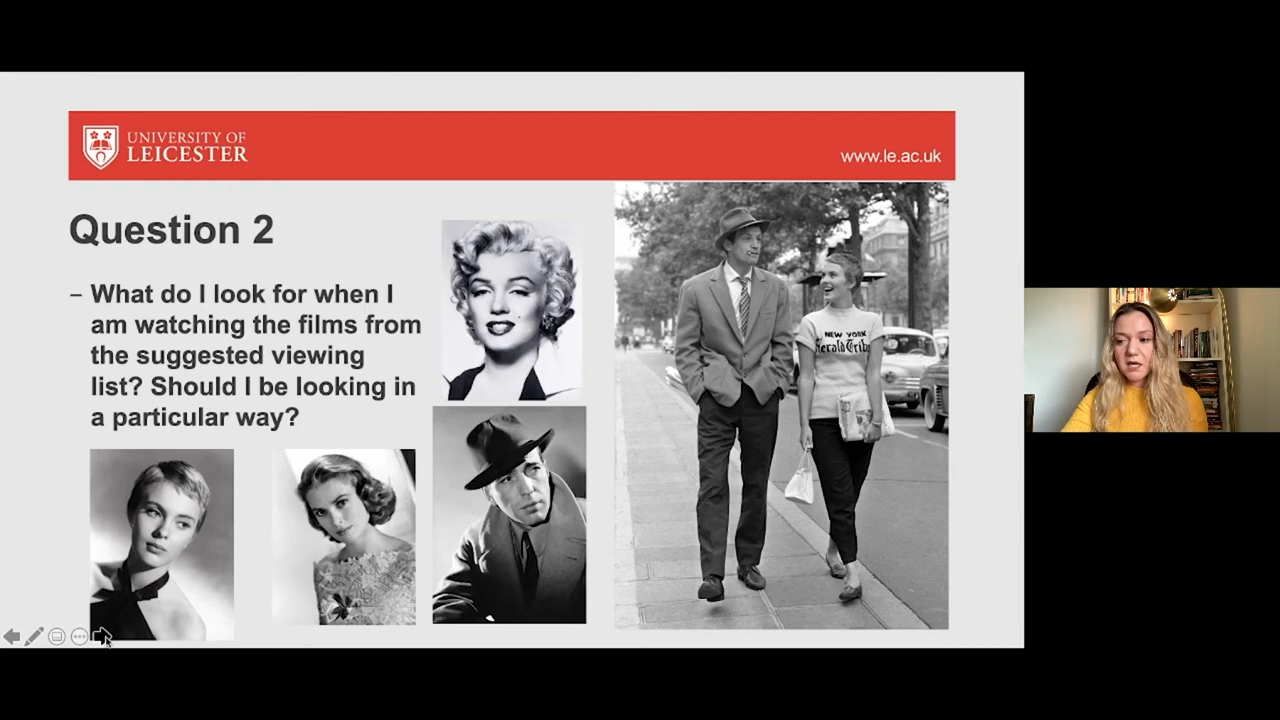 UNIVERSITY OF
LEICESTER
www.le.ac.uk
Question 2
– What do I look for when I
am watching the films from
the suggested viewing
list? Should I be looking in
a particular way?
NEW YORK
Herald Trib